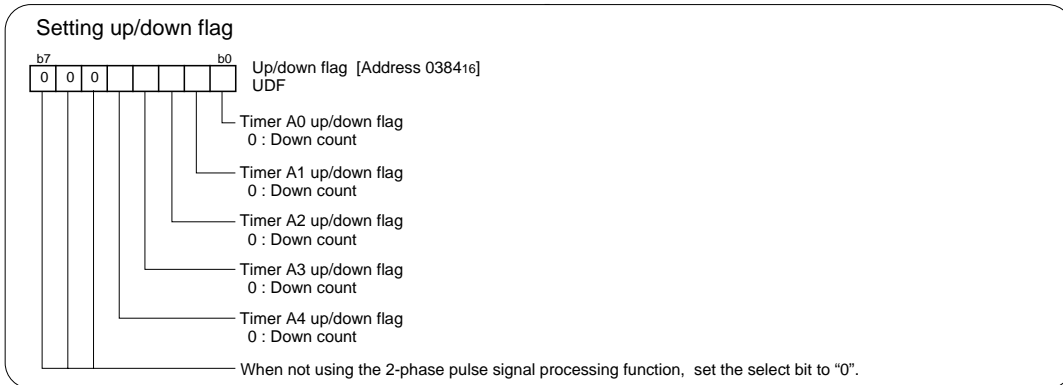 Setting up/down flag
b7 b0
0 0 0
Up/down flag [Address 038416]
UDF
Timer A0 up/down flag
0 : Down count
Timer A1 up/down flag
0 : Down count
Timer A2 up/down flag
0 : Down count
Timer A3 up/down flag
0 : Down count
Timer A4 up/down flag
0 : Down count
When not using the 2-phase pulse signal processing function, set the select bit to “0”.